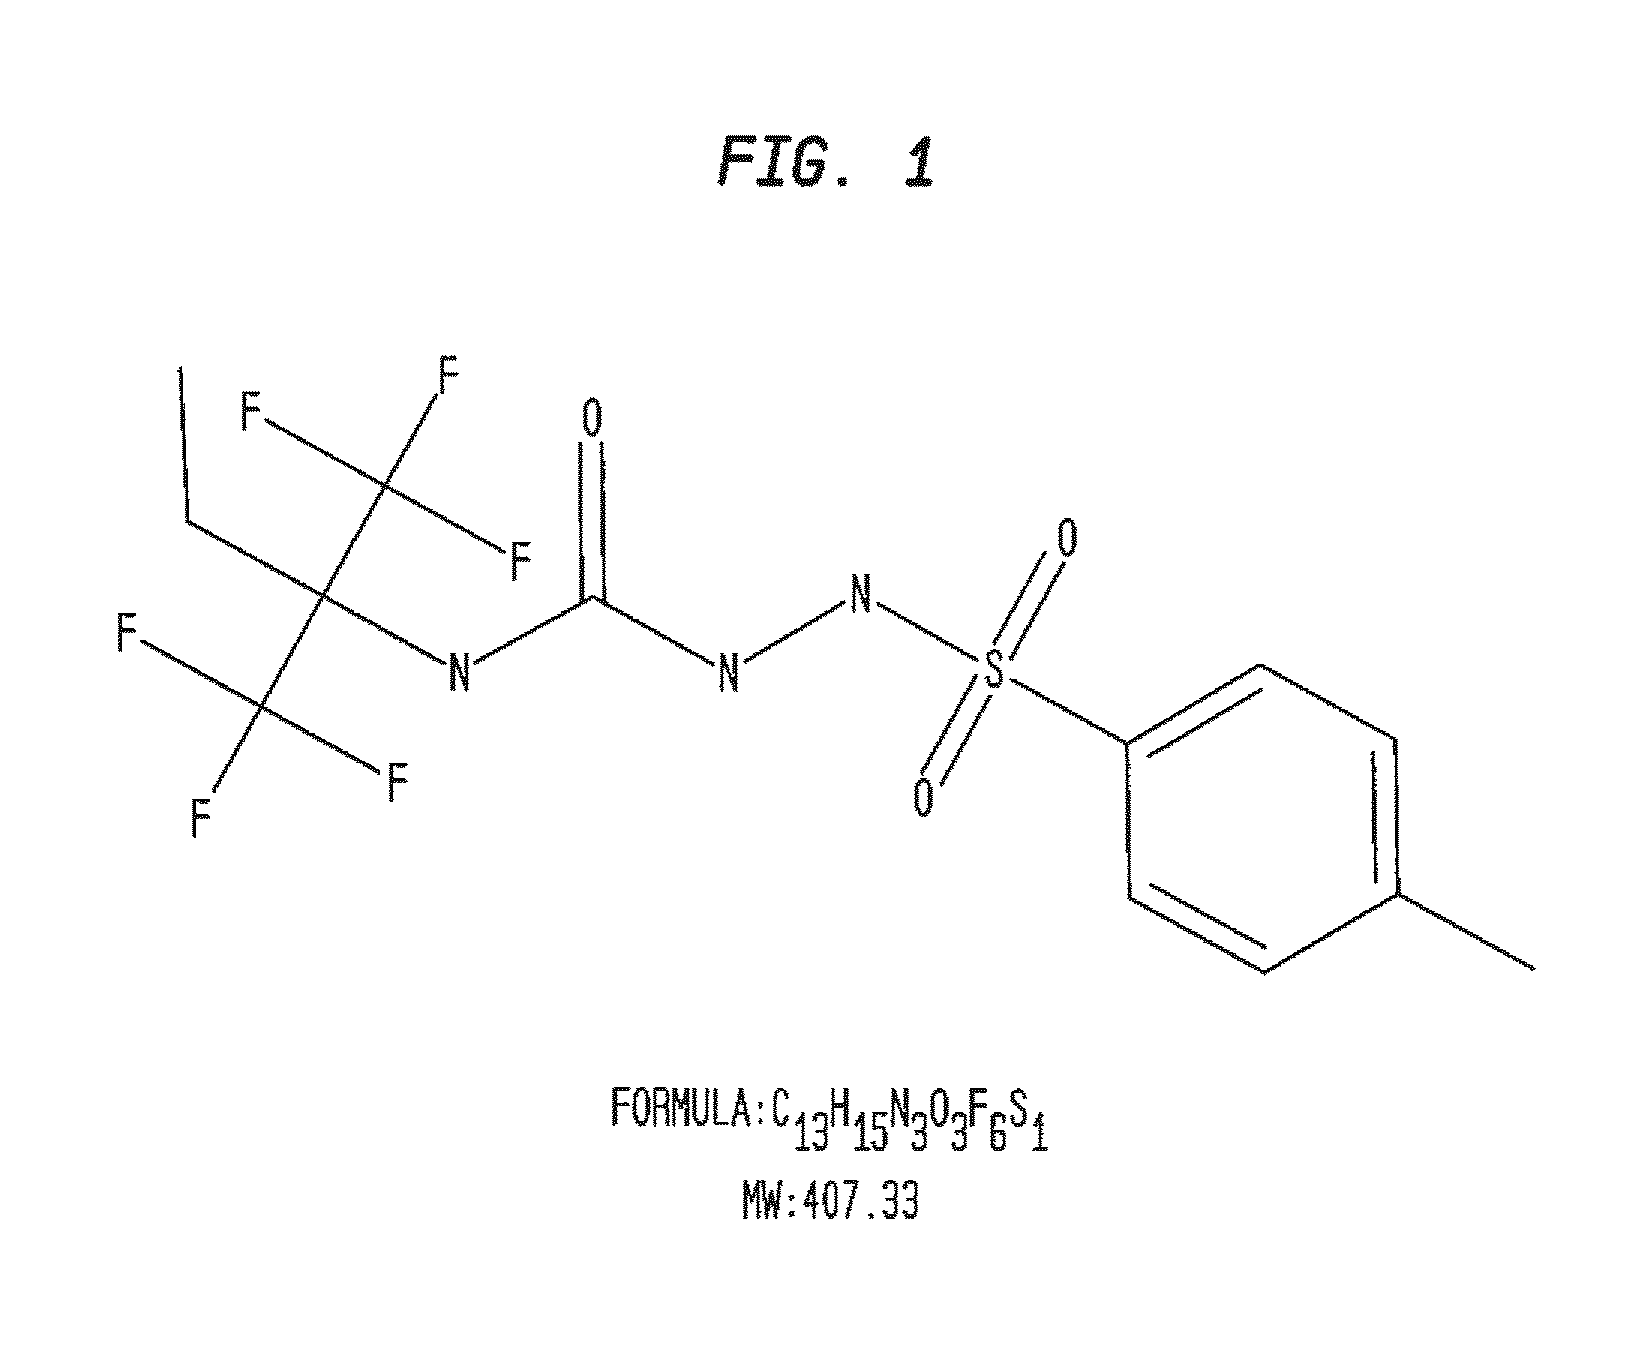 FIG. 1
F
F
O
F
O
N
F
N
N
S
F
O
F
FORMULA:C13H15N3O3F6S1
MW:407.33